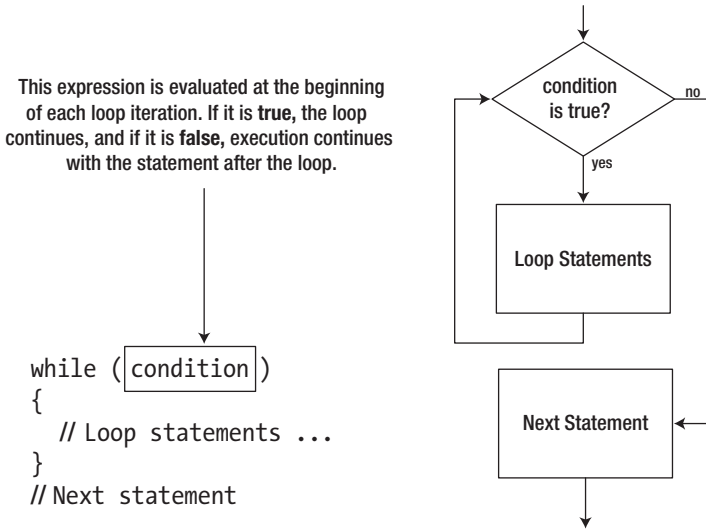 This expression is evaluated at the beginning
of each loop iteration. If it is true, the loop
continues, and if it is false, execution continues
with the statement after the loop.
while (condition)
{
// Loop statements ...
}
// Next statement
condition
is true?
no
yes
Loop Statements
Next Statement